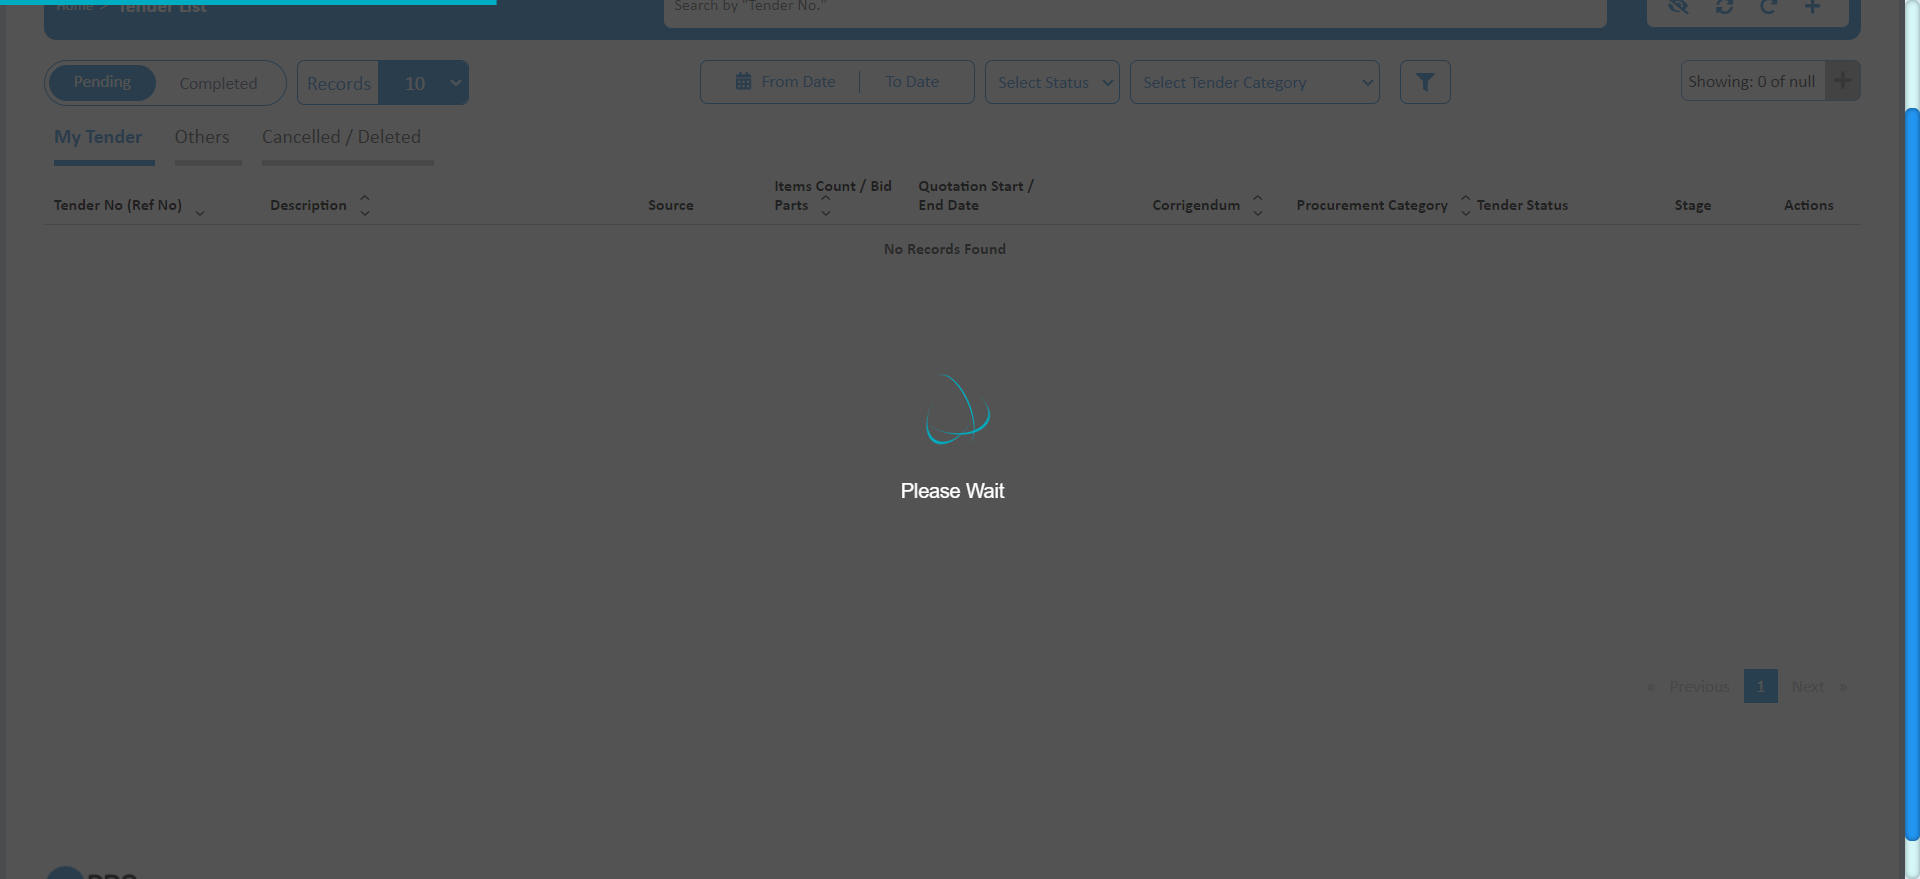 Home > Tender List
Search by "Tender No."
Pending
Completed
Records
10
From Date
To Date
Select Status
Select Tender Category
Showing: 0 of null
My Tender
Others
Cancelled / Deleted
Tender No (Ref No)
Description
Source
Items Count / Bid
Parts
Quotation Start /
End Date
Corrigendum
Procurement Category
Tender Status
Stage
Actions
No Records Found
Please Wait
« Previous 1 Next »